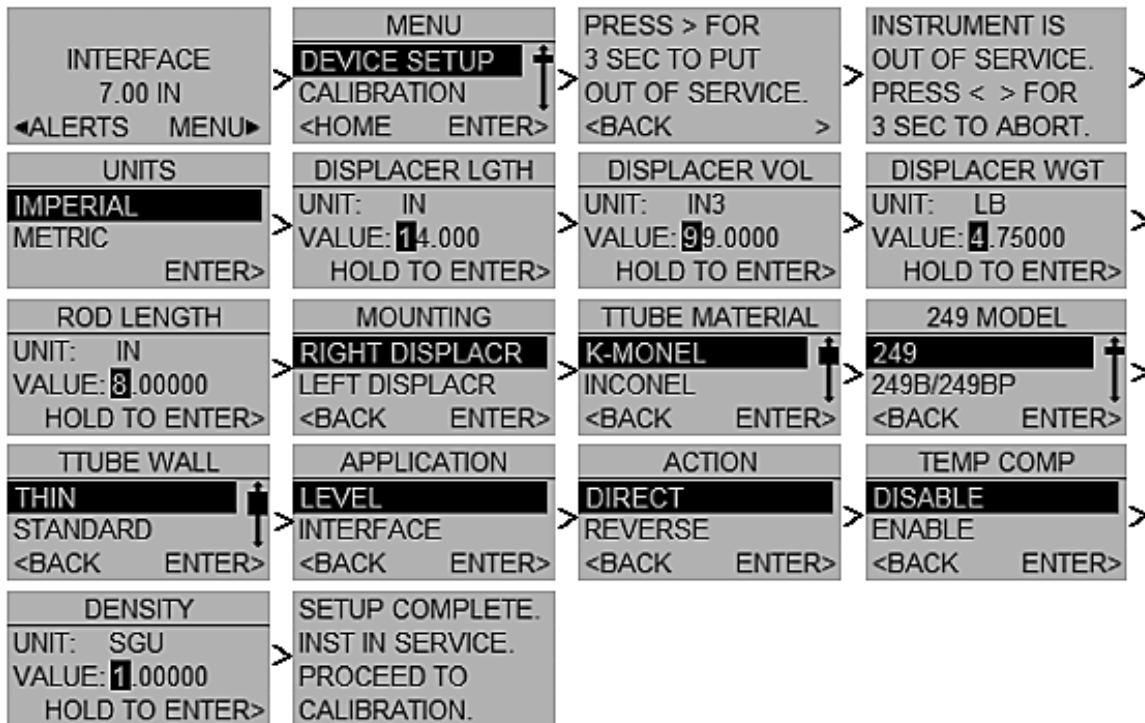 INTERFACE
7.00 IN
◄ALERTS MENU►
>
MENU
DEVICE SETUP
CALIBRATION
<HOME ENTER>
>
PRESS > FOR
3 SEC TO PUT
OUT OF SERVICE.
<BACK >
>
INSTRUMENT IS
OUT OF SERVICE.
PRESS < > FOR
3 SEC TO ABORT.
>
UNITS
IMPERIAL
METRIC
ENTER>
>
DISPLACER LGTH
UNIT: IN
VALUE: 14.000
HOLD TO ENTER>
>
DISPLACER VOL
UNIT: IN3
VALUE: 99.0000
HOLD TO ENTER>
>
DISPLACER WGT
UNIT: LB
VALUE: 4.75000
HOLD TO ENTER>
>
ROD LENGTH
UNIT: IN
VALUE: 8.00000
HOLD TO ENTER>
>
MOUNTING
RIGHT DISPLACR
LEFT DISPLACR
<BACK ENTER>
>
TTUBE MATERIAL
K-MONEL
INCONEL
<BACK ENTER>
>
249 MODEL
249
249B/249BP
<BACK ENTER>
>
TTUBE WALL
THIN
STANDARD
<BACK ENTER>
>
APPLICATION
LEVEL
INTERFACE
<BACK ENTER>
>
ACTION
DIRECT
REVERSE
<BACK ENTER>
>
TEMP COMP
DISABLE
ENABLE
<BACK ENTER>
>
DENSITY
UNIT: SGU
VALUE: 1.00000
HOLD TO ENTER>
>
SETUP COMPLETE.
INST IN SERVICE.
PROCEED TO
CALIBRATION.